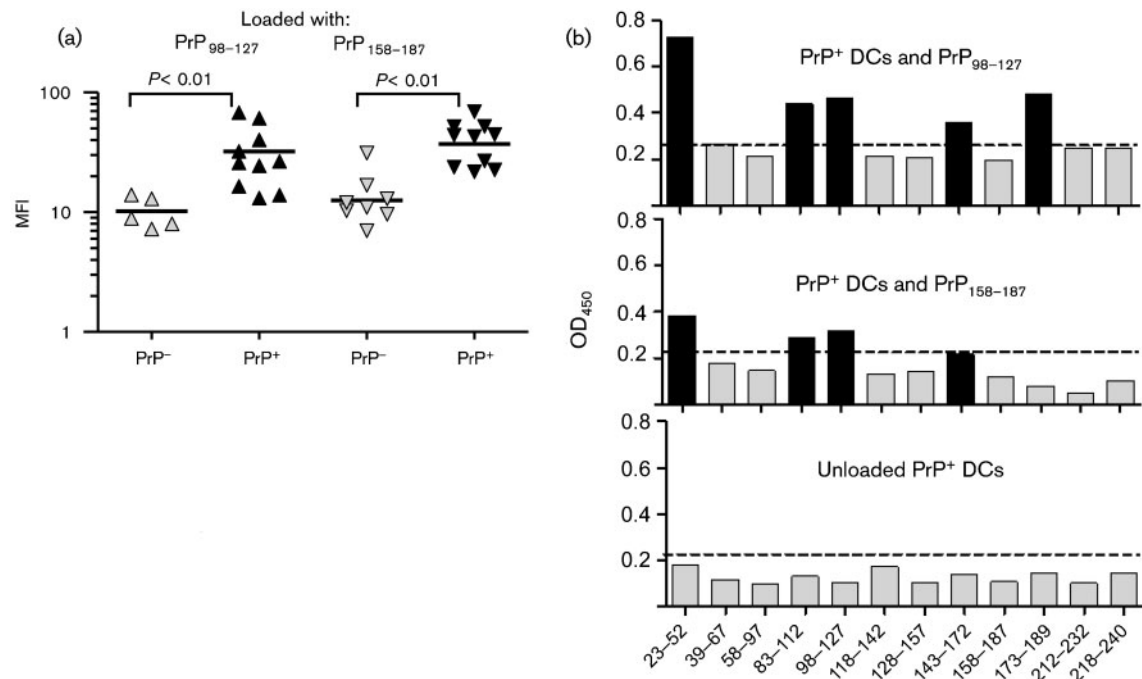 (a)
Loaded with:
PrP98–127 PrP158–187
P< 0.01 P< 0.01
100
10
1
MFI
PrP− PrP+ PrP− PrP+
(b)
OD450
0.8
0.6
0.4
0.2
PrP+ DCs and PrP98–127
0.8
0.6
0.4
0.2
PrP+ DCs and PrP158–187
0.8
0.6
0.4
0.2
Unloaded PrP+ DCs
23–52 39–67 58–97 83–112 98–127 118–142 128–157 143–172 158–187 173–189 212–232 218–240